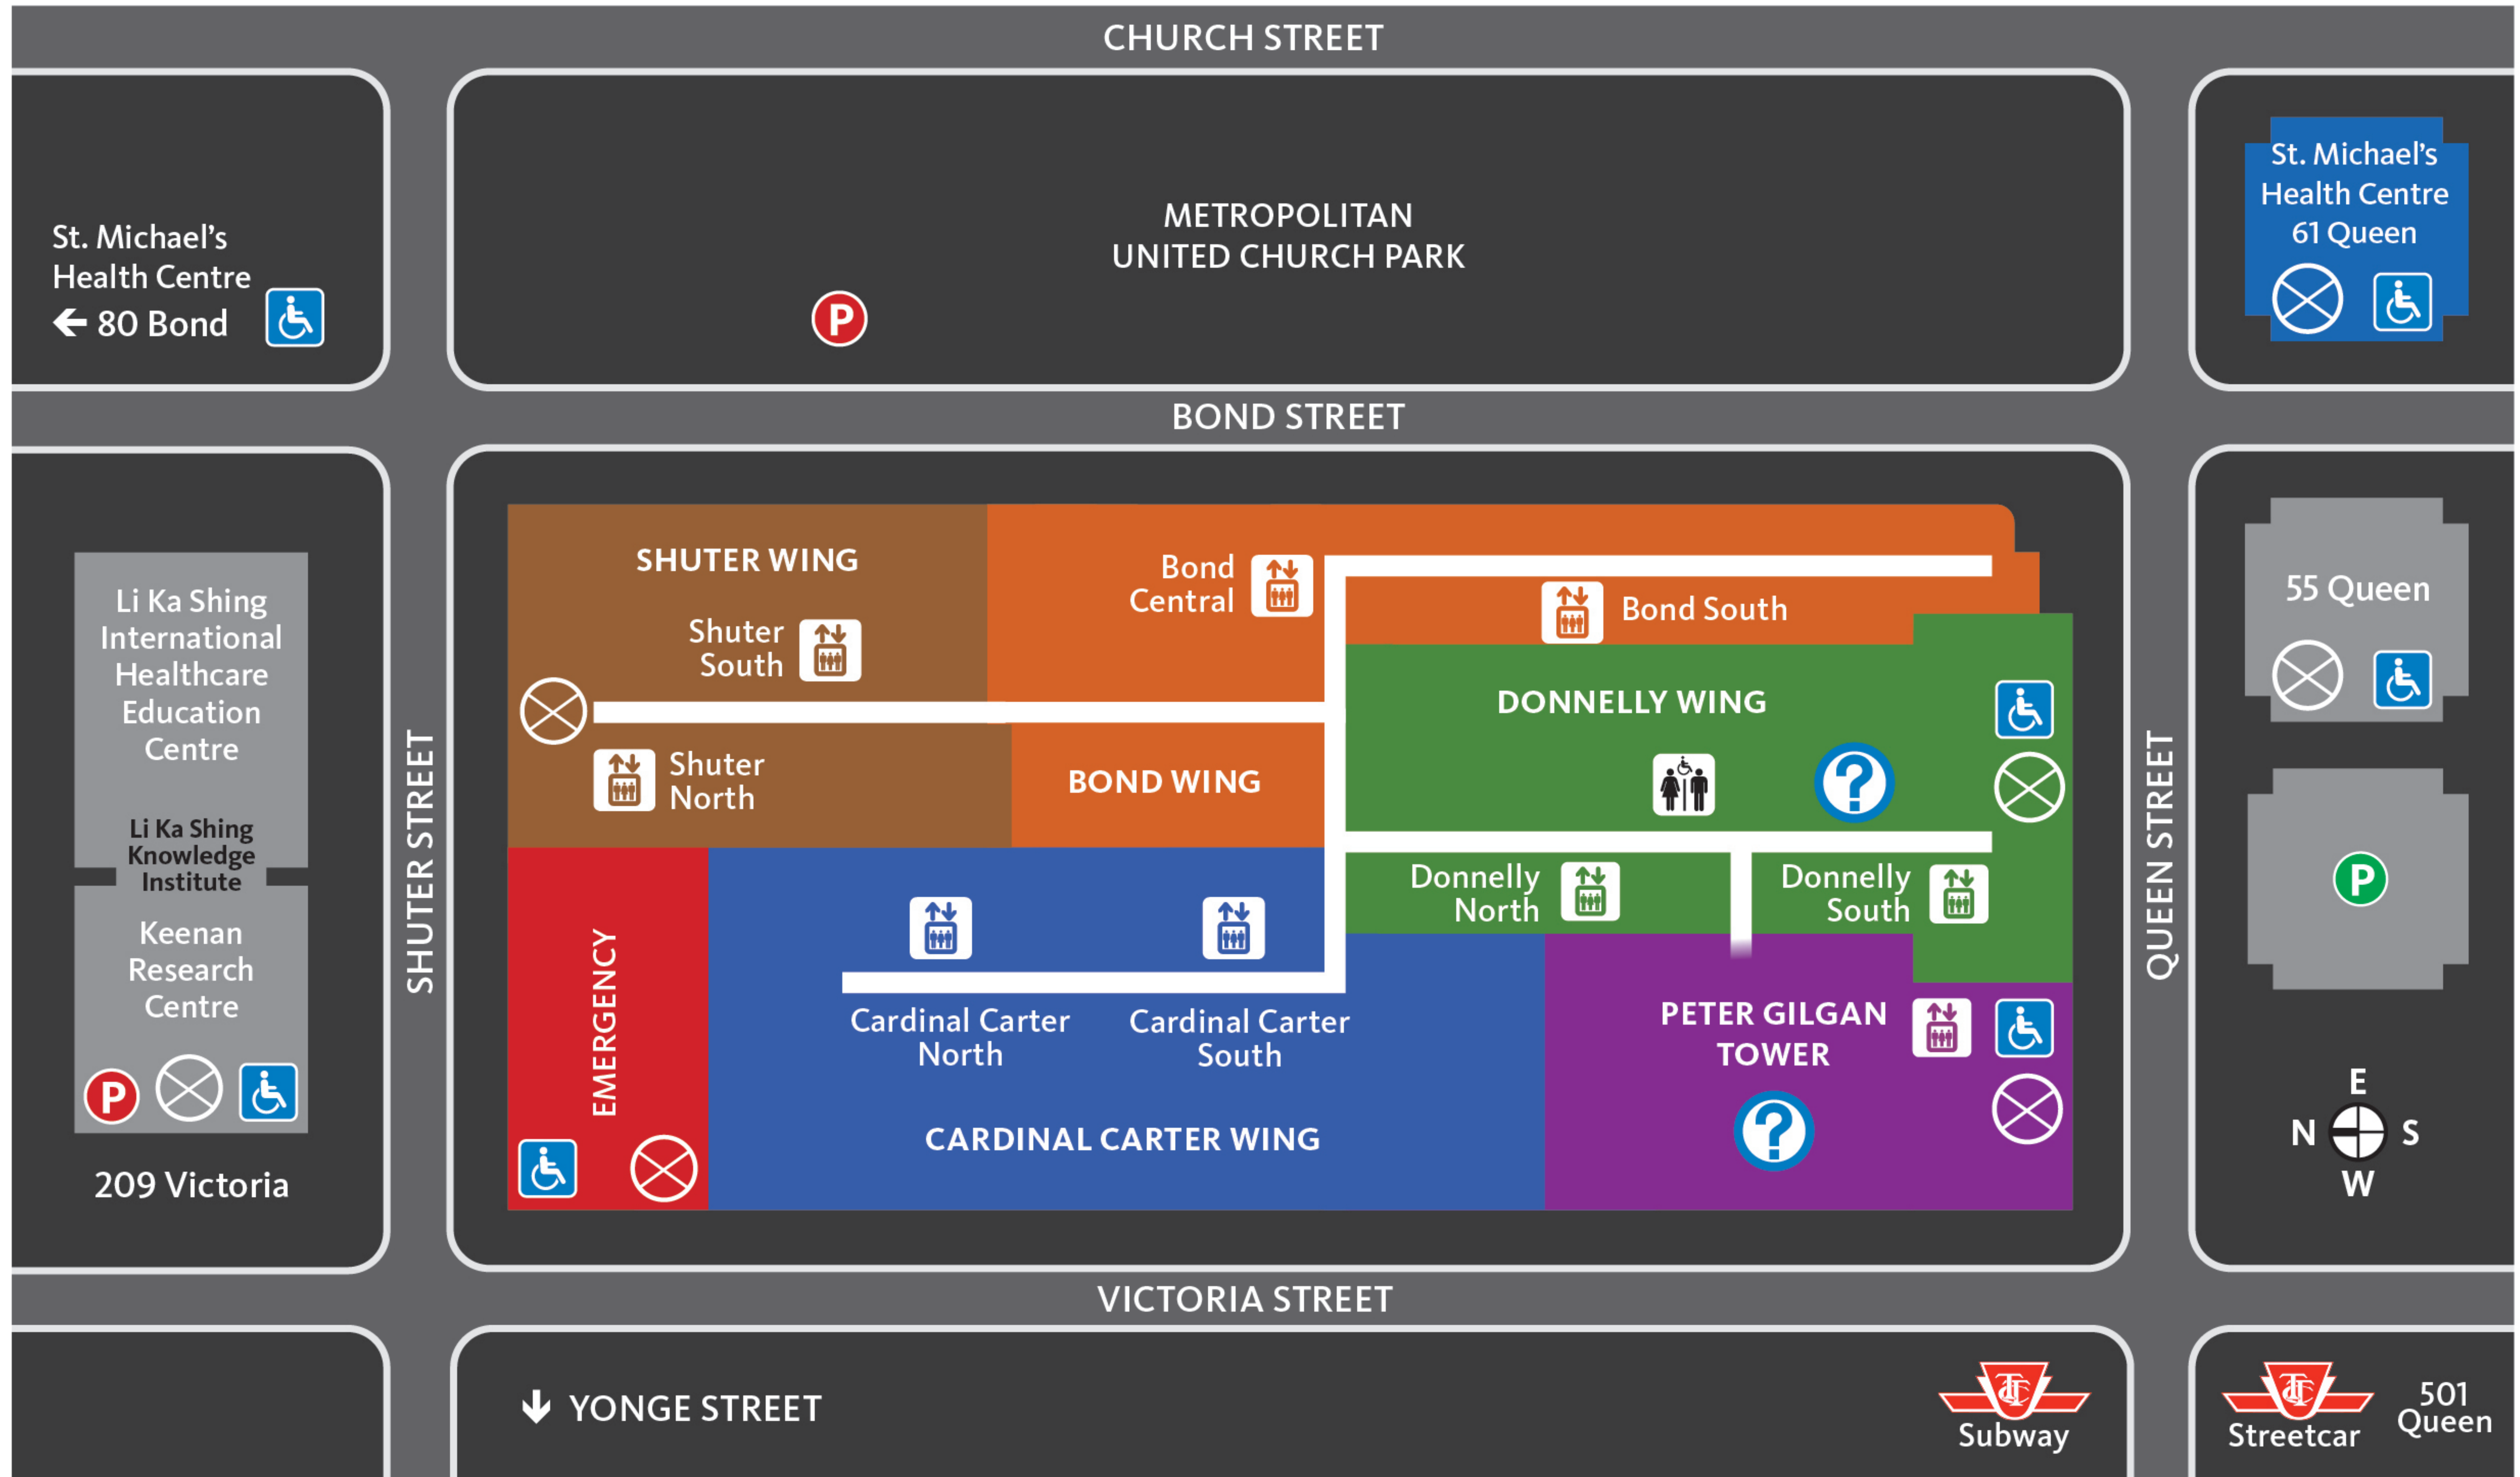 CHURCH STREET
St. Michael's
Health Centre
← 80 Bond
METROPOLITAN
UNITED CHURCH PARK
P
St. Michael's
Health Centre
61 Queen
BOND STREET
Li Ka Shing
International
Healthcare
Education
Centre
Li Ka Shing
Knowledge
Institute
Keenan
Research
Centre
P
209 Victoria
SHUTER STREET
SHUTER WING
Shuter
South
Shuter
North
Bond
Central
Bond South
BOND WING
DONNELLY WING
?
Donnelly
North
Donnelly
South
EMERGENCY
Cardinal Carter
North
Cardinal Carter
South
CARDINAL CARTER WING
PETER GILGAN
TOWER
?
QUEEN STREET
55 Queen
P
E
N S
W
VICTORIA STREET
↓ YONGE STREET
TTC
Subway
TTC
Streetcar
501
Queen